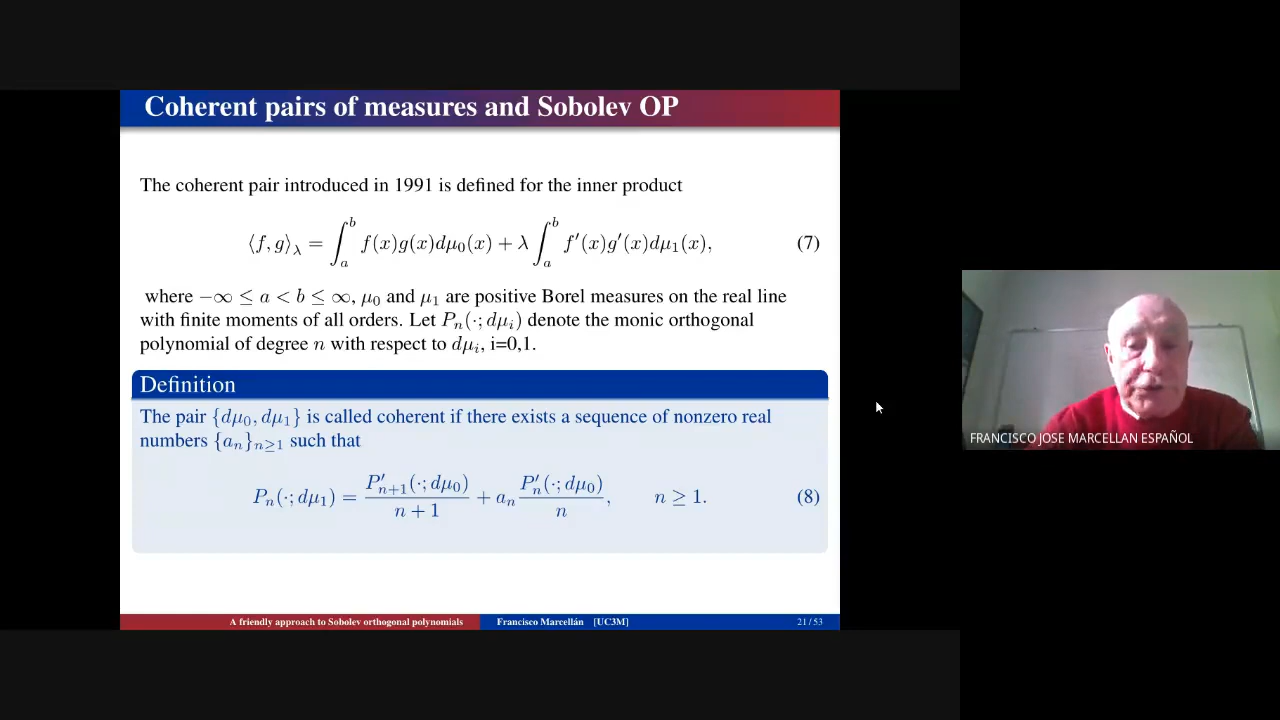 Coherent pairs of measures and Sobolev OP
The coherent pair introduced in 1991 is defined for the inner product
⟨f, g⟩_λ = ∫_a^b f(x)g(x)dμ_0(x) + λ ∫_a^b f′(x)g′(x)dμ_1(x), (7)
where −∞ ≤ a < b ≤ ∞, μ_0 and μ_1 are positive Borel measures on the real line
with finite moments of all orders. Let P_n(·; dμ_i) denote the monic orthogonal
polynomial of degree n with respect to dμ_i, i=0,1.
Definition
The pair {dμ_0, dμ_1} is called coherent if there exists a sequence of nonzero real
numbers {a_n}_{n≥1} such that
P_n(·; dμ_1) = P′_{n+1}(·; dμ_0)/(n + 1) + a_n P′_n(·; dμ_0)/n, n ≥ 1. (8)
A friendly approach to Sobolev orthogonal polynomials Francisco Marcellán [UC3M] 21 / 53
FRANCISCO JOSE MARCELLAN ESPAÑOL